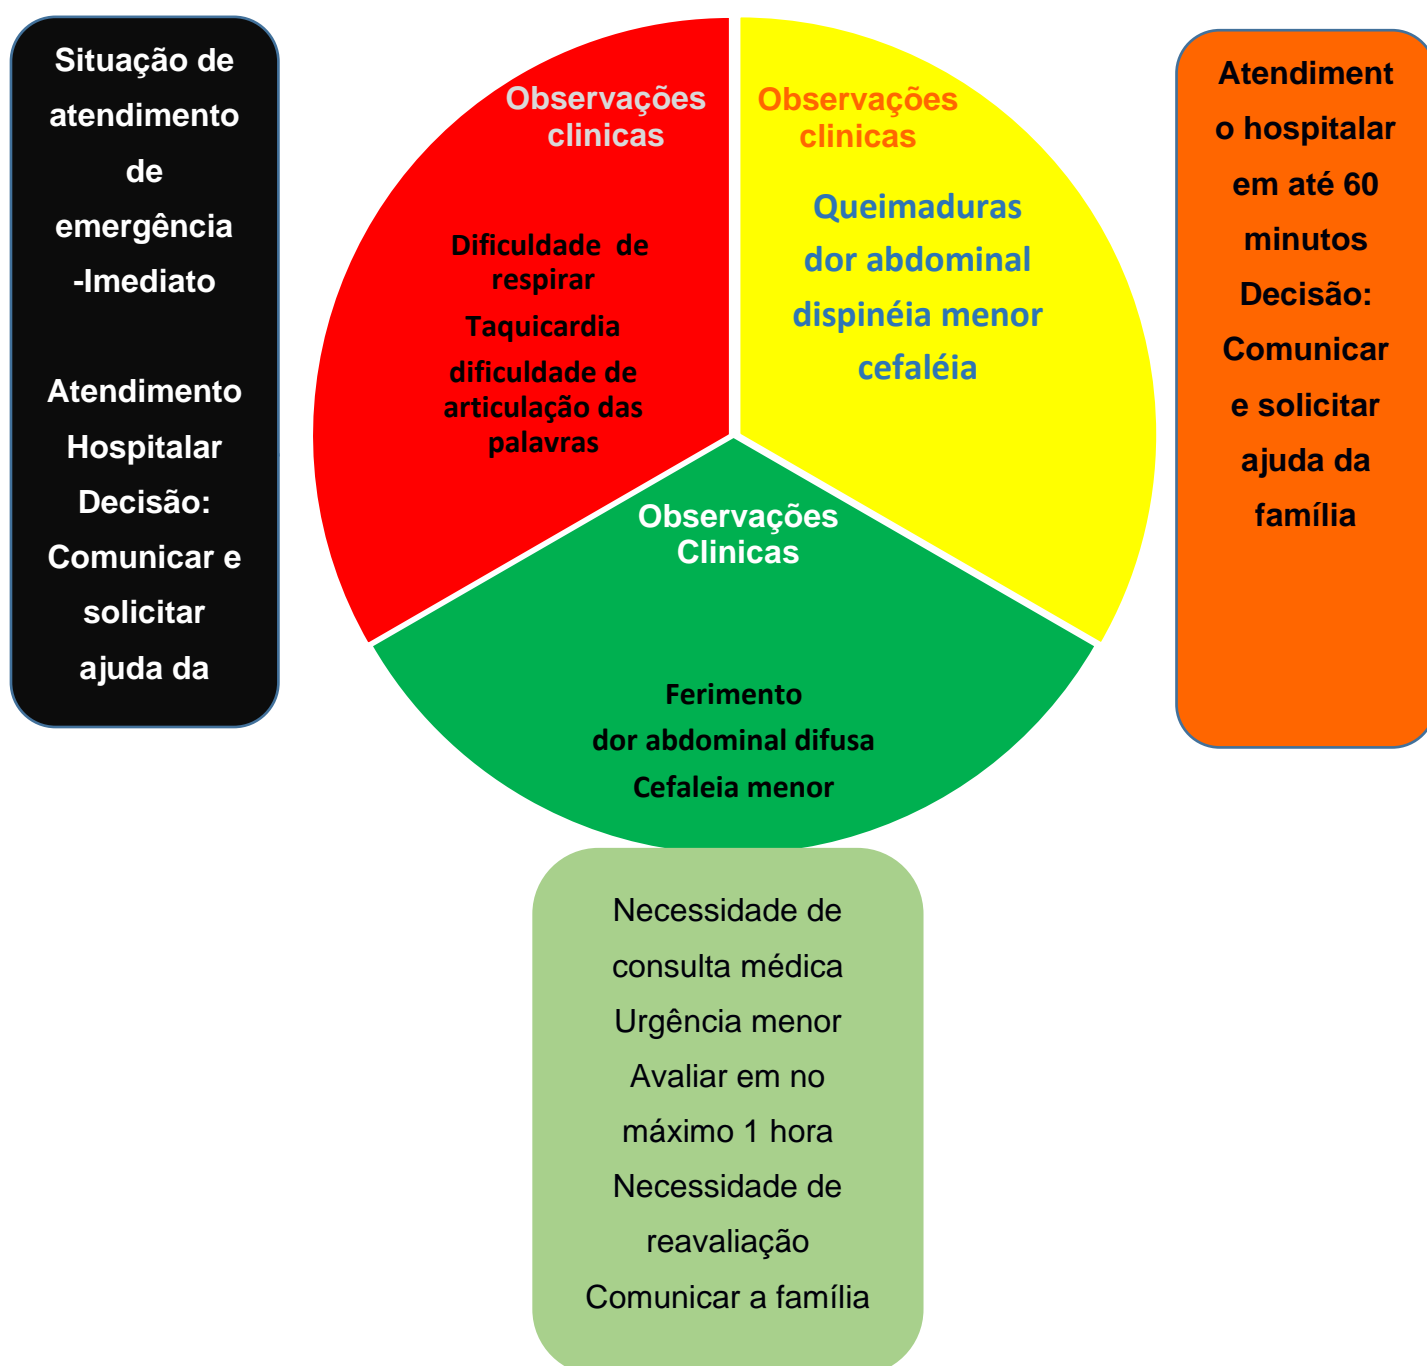 Situação de
atendimento
de
emergência
-Imediato
Atendimento
Hospitalar
Decisão:
Comunicar e
solicitar
ajuda da
Observações
clinicas
Dificuldade de
respirar
Taquicardia
dificuldade de
articulação das
palavras
Observações
clinicas
Queimaduras
dor abdominal
dispinéia menor
cefaléia
Atendiment
o hospitalar
em até 60
minutos
Decisão:
Comunicar
e solicitar
ajuda da
família
Observações
Clinicas
Ferimento
dor abdominal difusa
Cefaleia menor
Necessidade de
consulta médica
Urgência menor
Avaliar em no
máximo 1 hora
Necessidade de
reavaliação
Comunicar a família